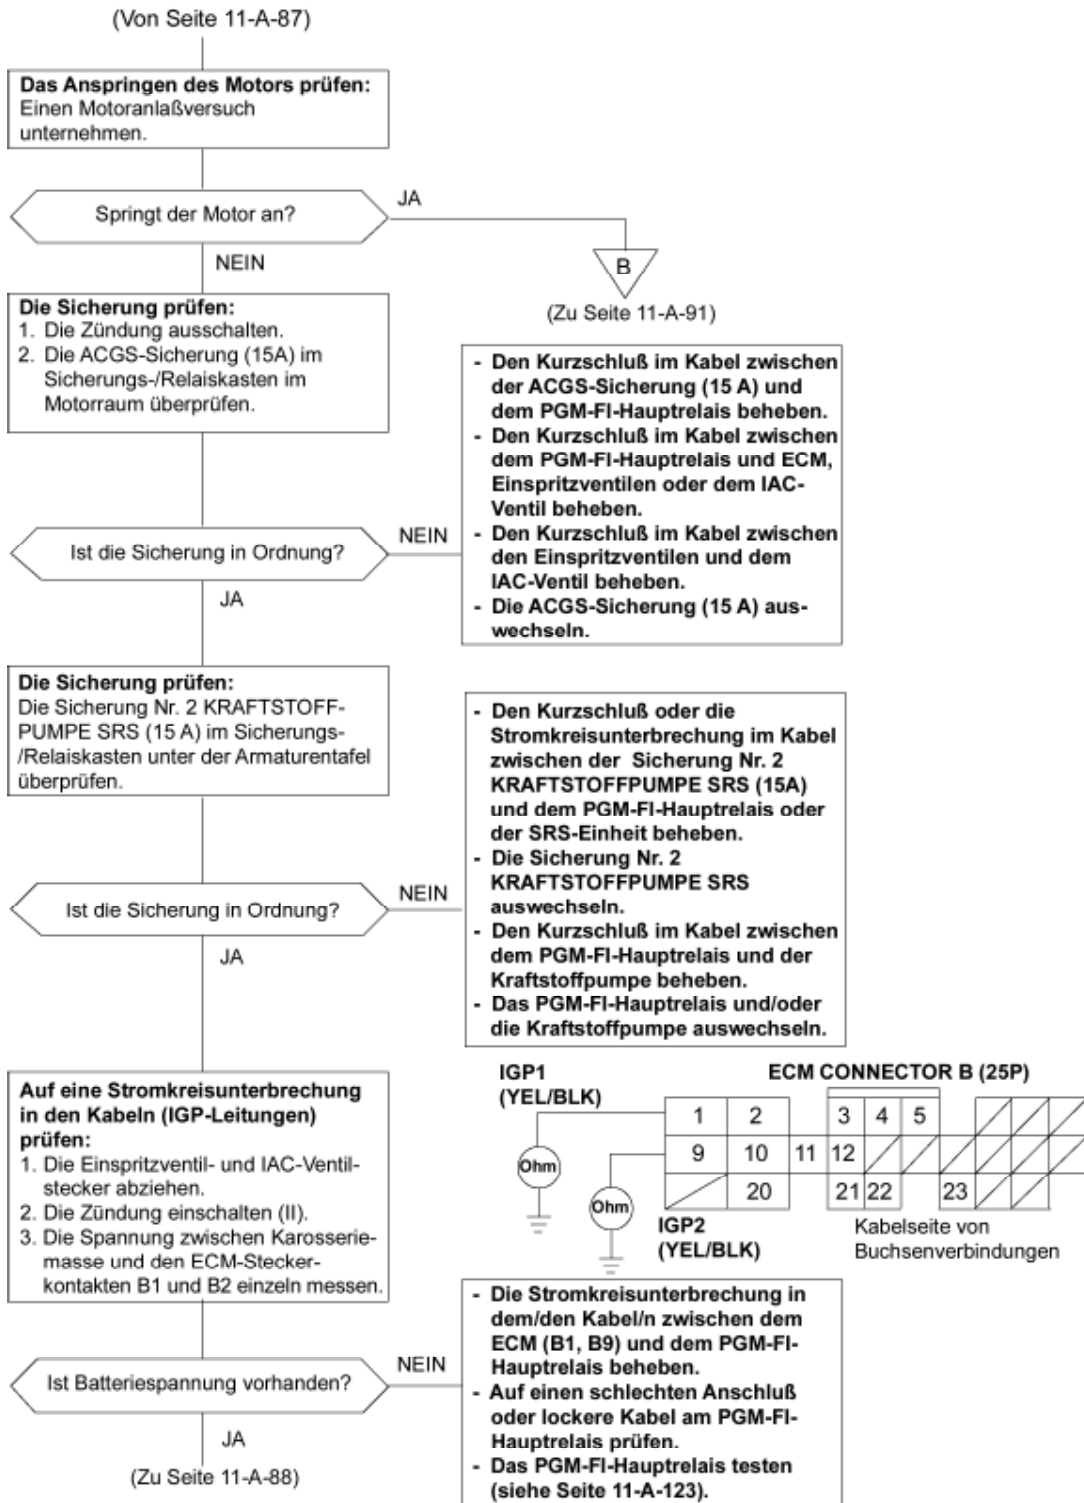 (Von Seite 11-A-87)
Das Anspringen des Motors prüfen:
Einen Motoranlaßversuch
unternehmen.
Springt der Motor an?
JA
B
(Zu Seite 11-A-91)
NEIN
Die Sicherung prüfen:
1. Die Zündung ausschalten.
2. Die ACGS-Sicherung (15A) im
Sicherungs-/Relaiskasten im
Motorraum überprüfen.
Ist die Sicherung in Ordnung?
NEIN
- Den Kurzschluß im Kabel zwischen
der ACGS-Sicherung (15 A) und
dem PGM-FI-Hauptrelais beheben.
- Den Kurzschluß im Kabel zwischen
dem PGM-FI-Hauptrelais und ECM,
Einspritzventilen oder dem IAC-
Ventil beheben.
- Den Kurzschluß im Kabel zwischen
den Einspritzventilen und dem
IAC-Ventil beheben.
- Die ACGS-Sicherung (15 A) aus-
wechseln.
JA
Die Sicherung prüfen:
Die Sicherung Nr. 2 KRAFTSTOFF-
PUMPE SRS (15 A) im Sicherungs-
/Relaiskasten unter der Armaturentafel
überprüfen.
Ist die Sicherung in Ordnung?
NEIN
- Den Kurzschluß oder die
Stromkreisunterbrechung im Kabel
zwischen der Sicherung Nr. 2
KRAFTSTOFFPUMPE SRS (15A)
und dem PGM-FI-Hauptrelais oder
der SRS-Einheit beheben.
- Die Sicherung Nr. 2
KRAFTSTOFFPUMPE SRS
auswechseln.
- Den Kurzschluß im Kabel zwischen
dem PGM-FI-Hauptrelais und der
Kraftstoffpumpe beheben.
- Das PGM-FI-Hauptrelais und/oder
die Kraftstoffpumpe auswechseln.
JA
Auf eine Stromkreisunterbrechung
in den Kabeln (IGP-Leitungen)
prüfen:
1. Die Einspritzventil- und IAC-Ventil-
stecker abziehen.
2. Die Zündung einschalten (II).
3. Die Spannung zwischen Karosserie-
masse und den ECM-Stecker-
kontakten B1 und B2 einzeln messen.
IGP1
(YEL/BLK)
ECM CONNECTOR B (25P)
1 2 3 4 5
9 10 11 12
20 21 22 23
Ohm
Ohm
IGP2
(YEL/BLK)
Kabelseite von
Buchsenverbindungen
Ist Batteriespannung vorhanden?
NEIN
- Die Stromkreisunterbrechung in
dem/den Kabel/n zwischen dem
ECM (B1, B9) und dem PGM-FI-
Hauptrelais beheben.
- Auf einen schlechten Anschluß
oder lockere Kabel am PGM-FI-
Hauptrelais prüfen.
- Das PGM-FI-Hauptrelais testen
(siehe Seite 11-A-123).
JA
(Zu Seite 11-A-88)